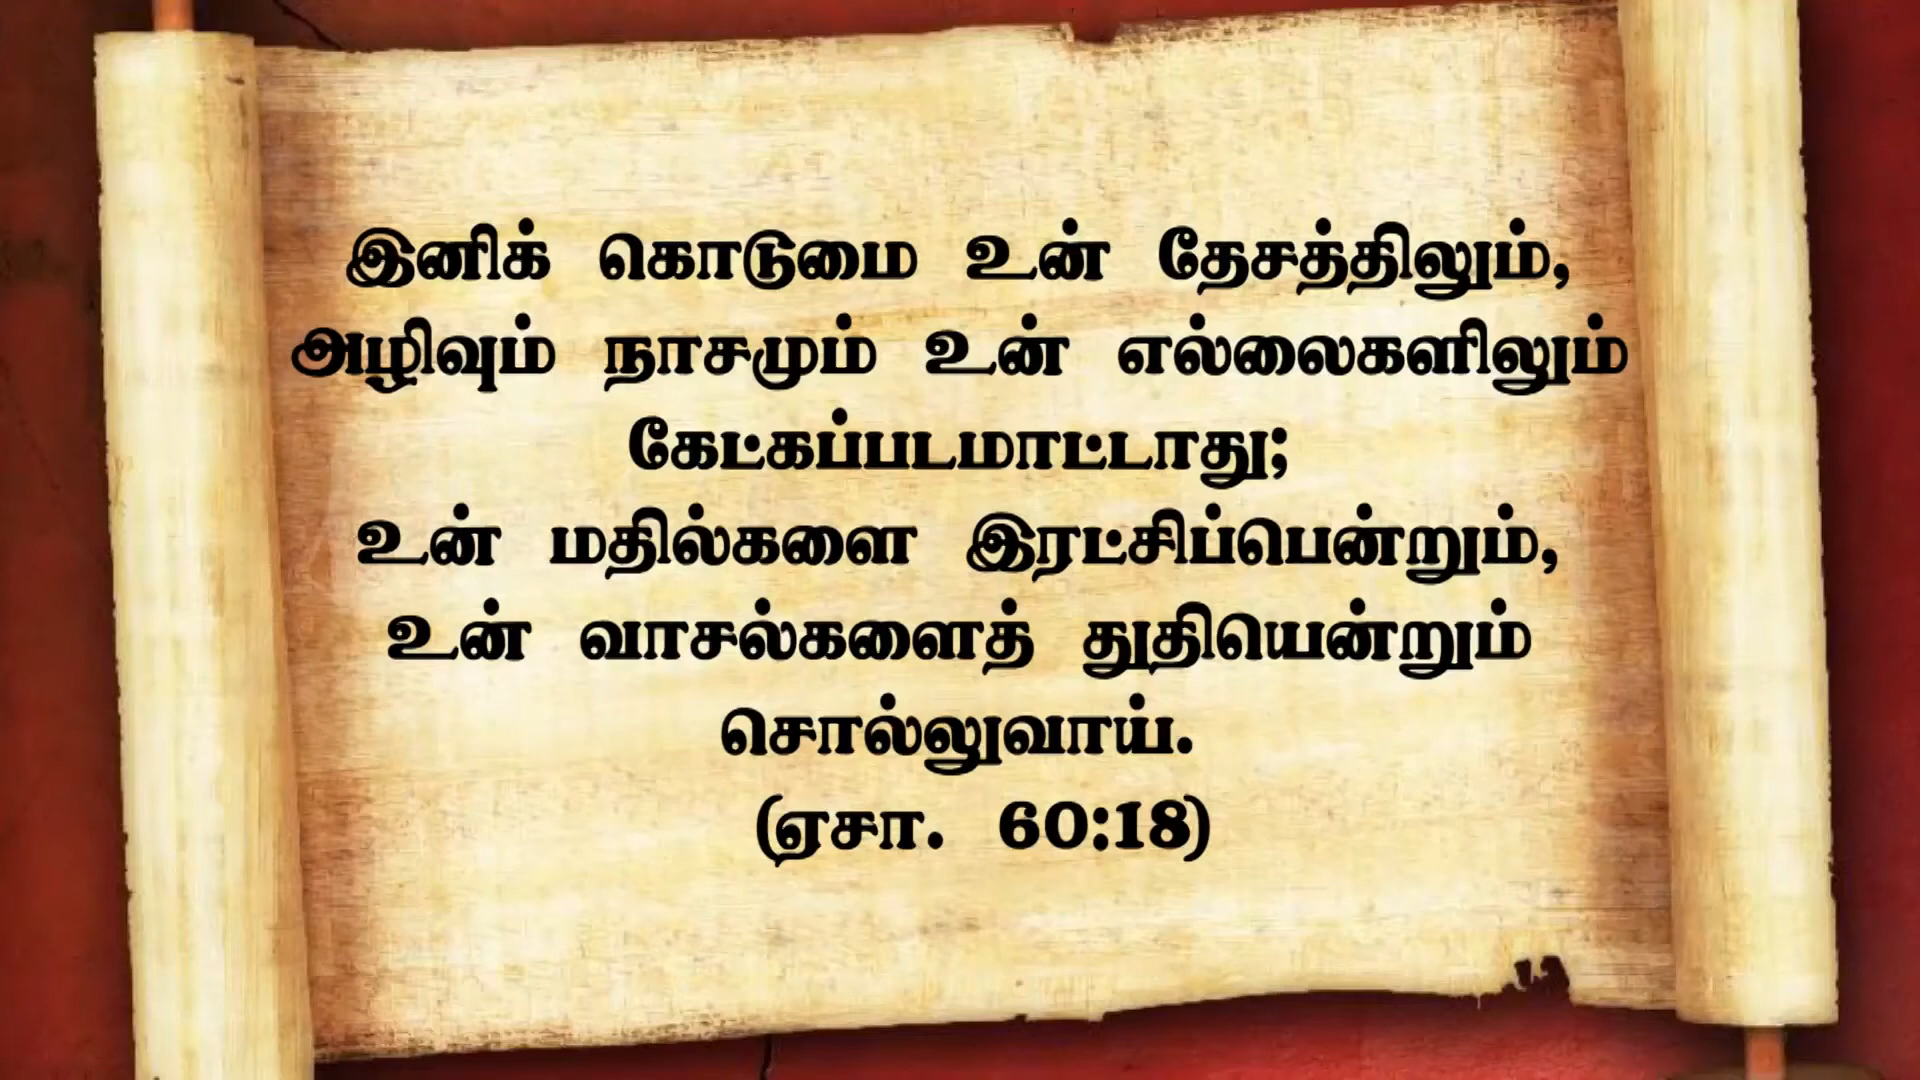 இனிக் கொடுமை உன் தேசத்திலும்,
அழிவும் நாசமும் உன் எல்லைகளிலும்
கேட்கப்படமாட்டாது;
உன் மதில்களை இரட்சிப்பென்றும்,
உன் வாசல்களைத் துதியென்றும்
சொல்லுவாய்.
(ஏசா. 60:18)